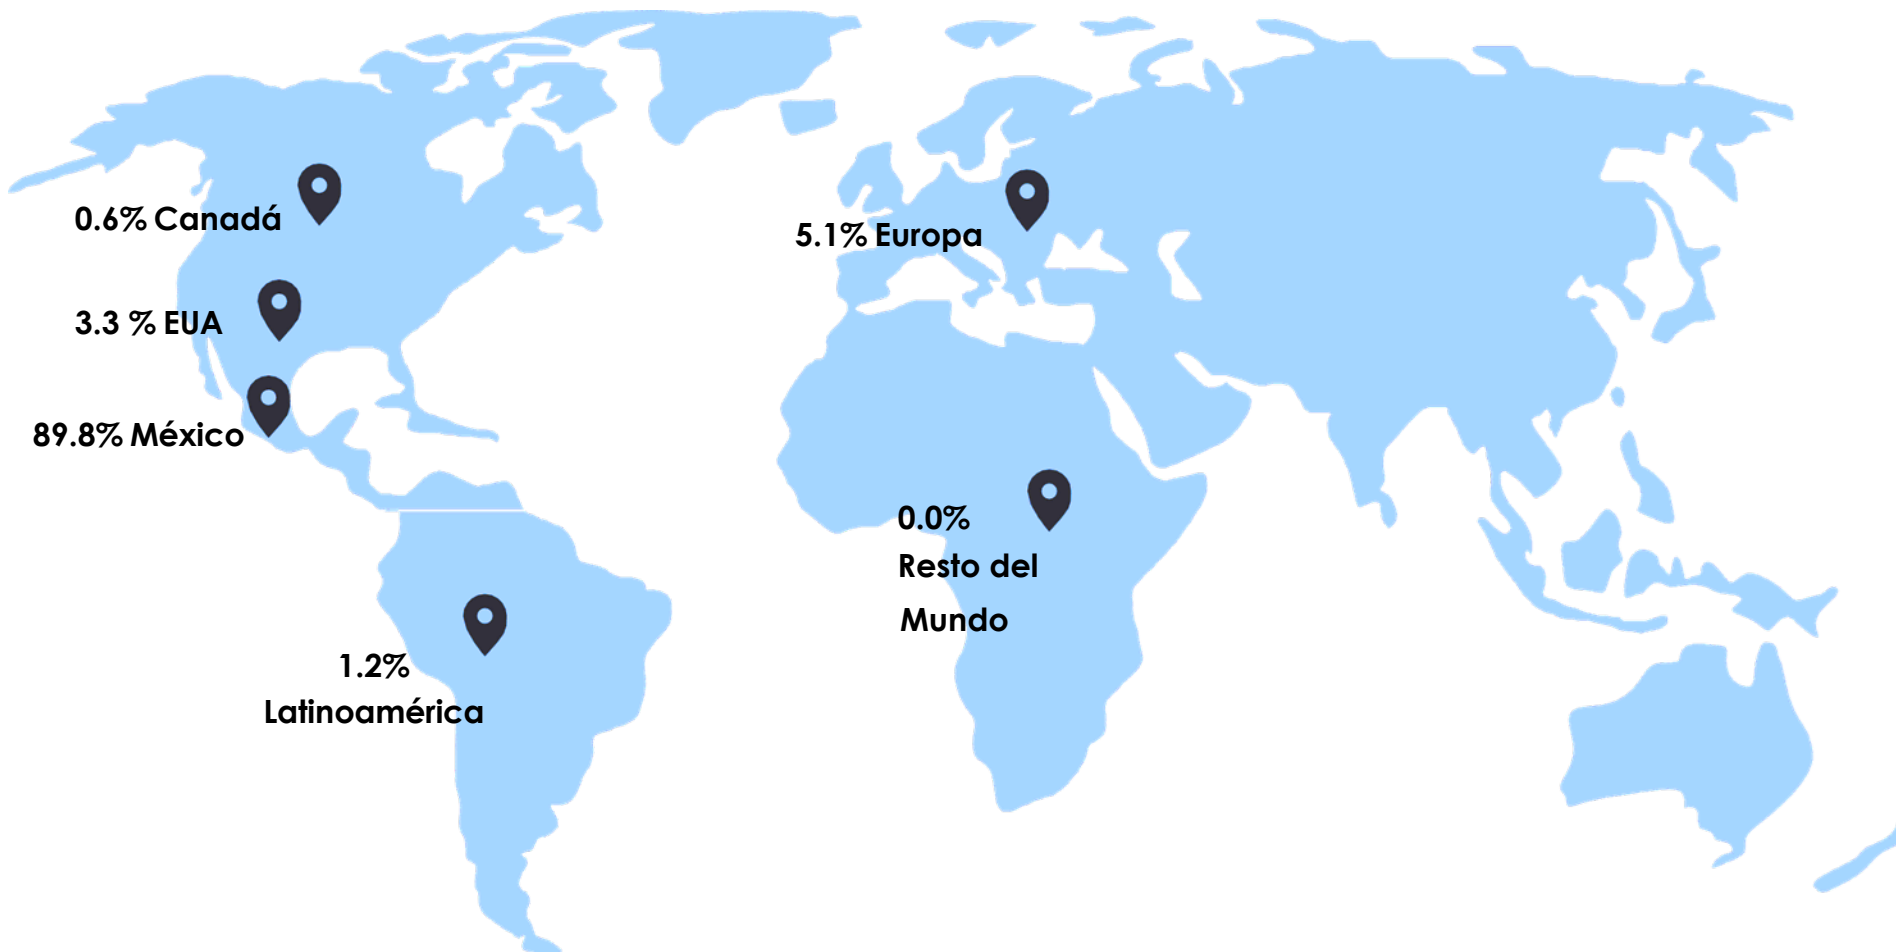 0.6% Canadá
5.1% Europa
3.3 % EUA
89.8% México
0.0%
Resto del
Mundo
1.2%
Latinoamérica